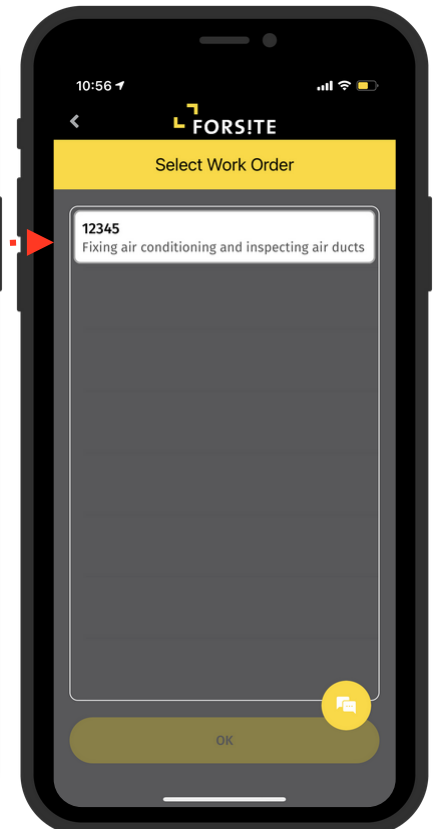 10:56
FORS!TE
Select Work Order
12345
Fixing air conditioning and inspecting air ducts
OK